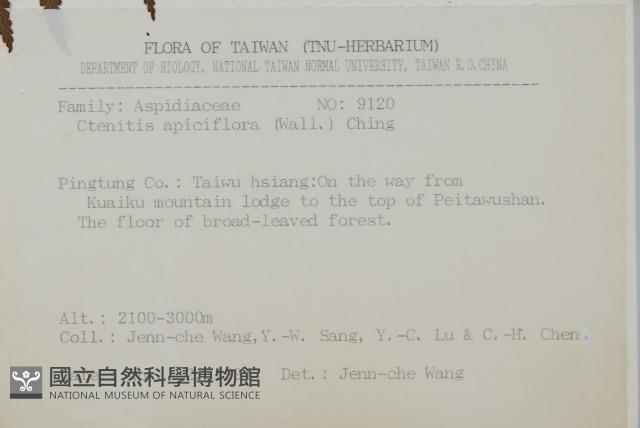 FLORA OF TAIWAN (TNU-HERBARIUM)
DEPARTMENT OF BIOLOGY, NATIONAL TAIWAN NORMAL UNIVERSITY, TAIWAN R.O.CHINA
Family: Aspidiaceae NO: 9120
Ctenitis apiciflora (Wall.) Ching
Pingtung Co.: Taiwu hsiang:On the way from
Kuaiku mountain lodge to the top of Peitawushan.
The floor of broad-leaved forest.
Alt.: 2100-3000m
Coll.: Jenn-che Wang,Y.-W. Sang, Y.-C. Lu & C.-H. Chen
Det.: Jenn-che Wang
國立自然科學博物館
NATIONAL MUSEUM OF NATURAL SCIENCE